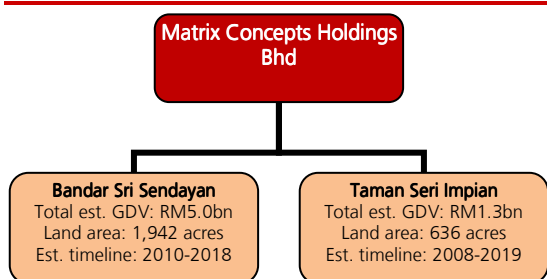 Matrix Concepts Holdings
Bhd
Bandar Sri Sendayan
Total est. GDV: RM5.0bn
Land area: 1,942 acres
Est. timeline: 2010-2018
Taman Seri Impian
Total est. GDV: RM1.3bn
Land area: 636 acres
Est. timeline: 2008-2019